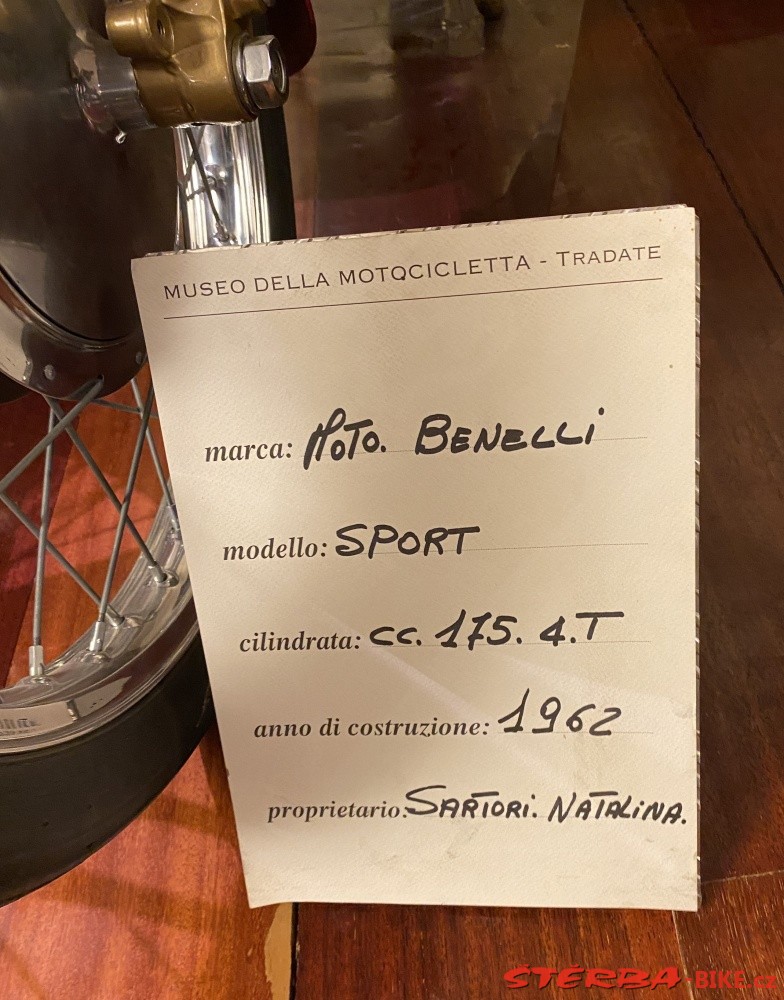 MUSEO DELLA MOTOCICLETTA - TRADATE
marca: Moto. BENELLi
modello: SPORT
cilindrata: cc. 175. 4.T
anno di costruzione: 1962
proprietario: SARTORi. NATALiNA.
ŠTĚRBA-BIKE.cz